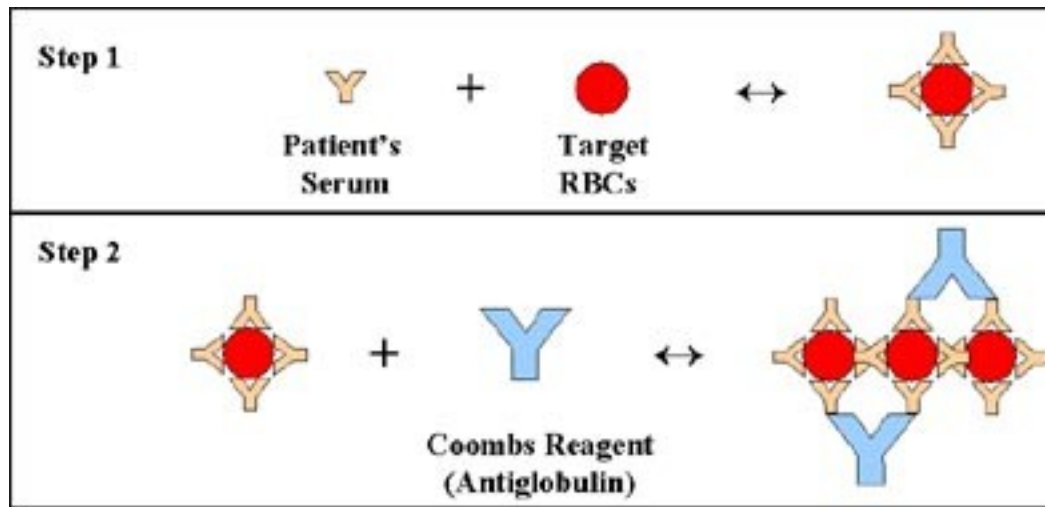 Step 1
+
↔
Patient's
Serum
Target
RBCs
Step 2
+
↔
Coombs Reagent
(Antiglobulin)